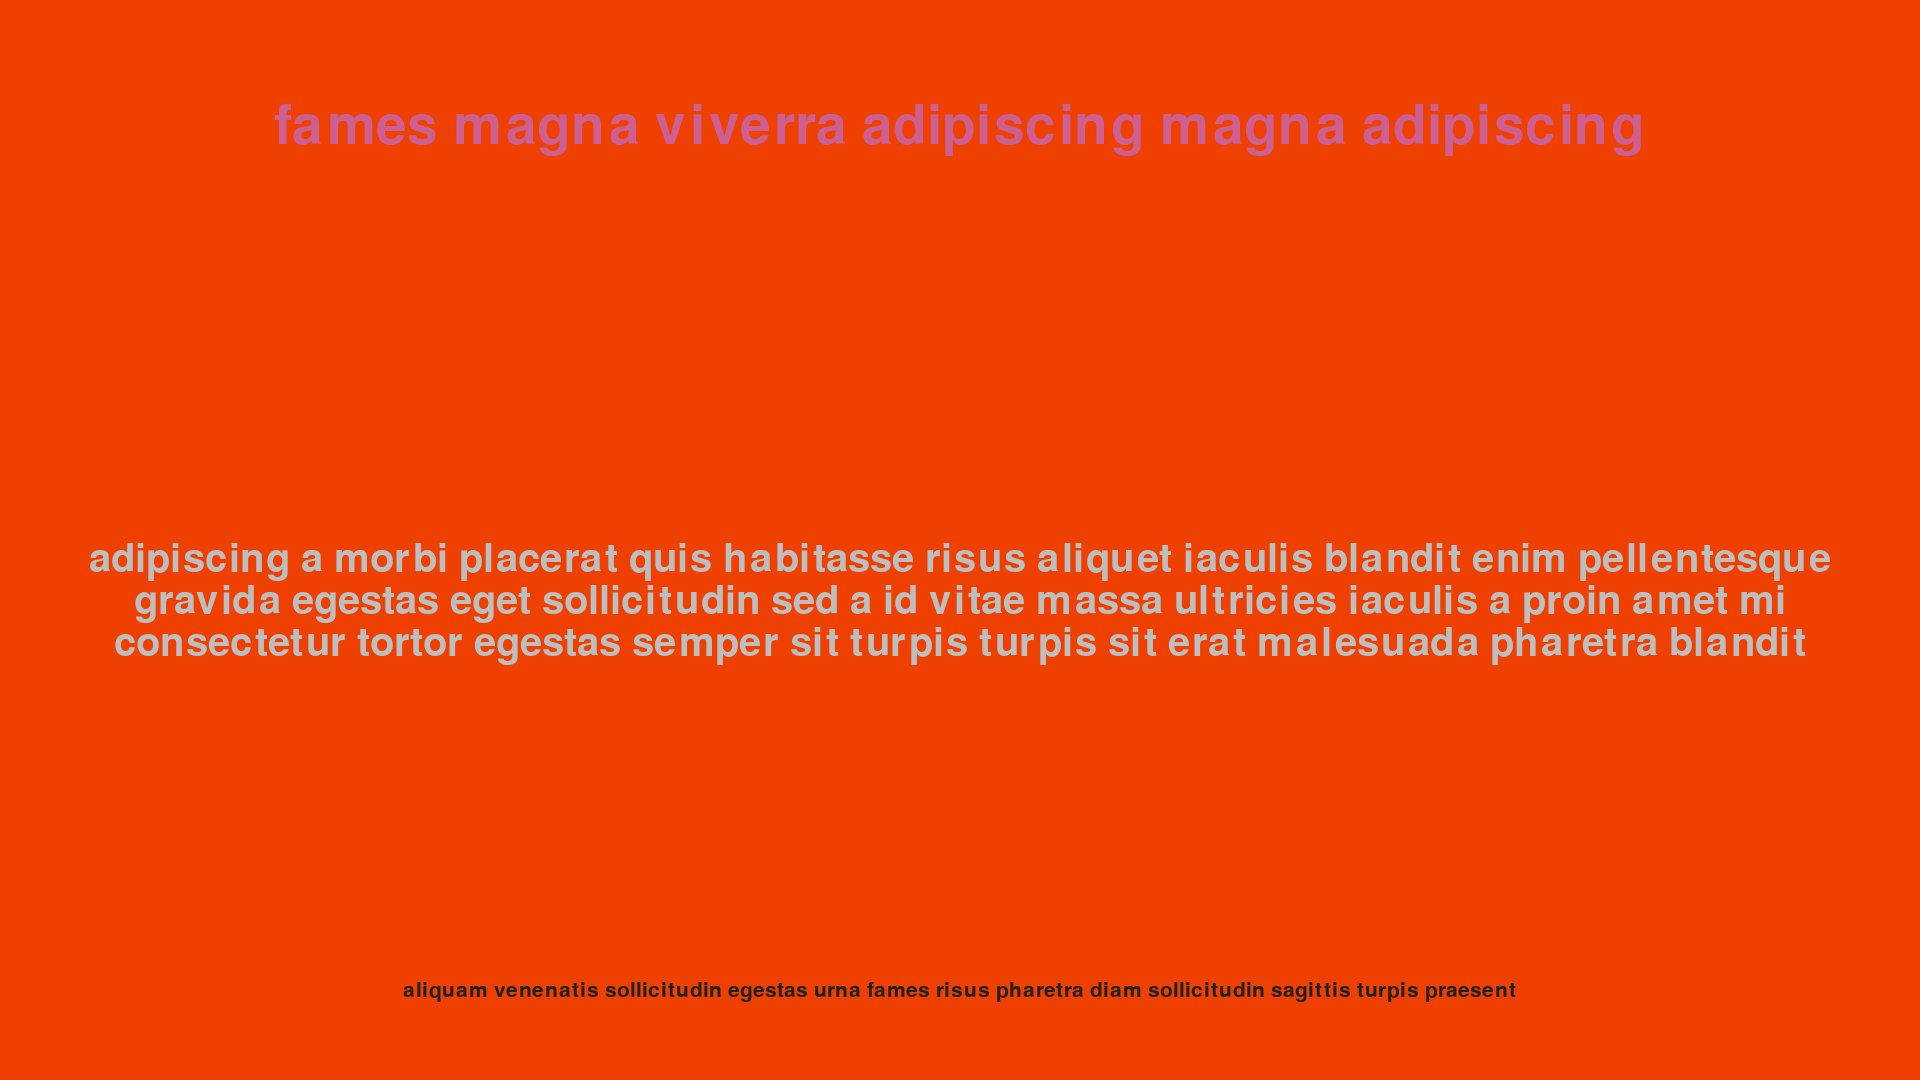 fames magna viverra adipiscing magna adipiscing
adipiscing a morbi placerat quis habitasse risus aliquet iaculis blandit enim pellentesque
gravida egestas eget sollicitudin sed a id vitae massa ultricies iaculis a proin amet mi
consectetur tortor egestas semper sit turpis turpis sit erat malesuada pharetra blandit
aliquam venenatis sollicitudin egestas urna fames risus pharetra diam sollicitudin sagittis turpis praesent